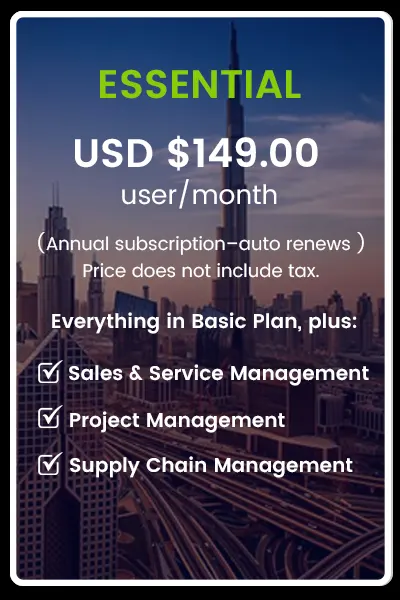 ESSENTIAL
USD $149.00
user/month
(Annual subscription–auto renews )
Price does not include tax.
Everything in Basic Plan, plus:
Sales & Service Management
Project Management
Supply Chain Management